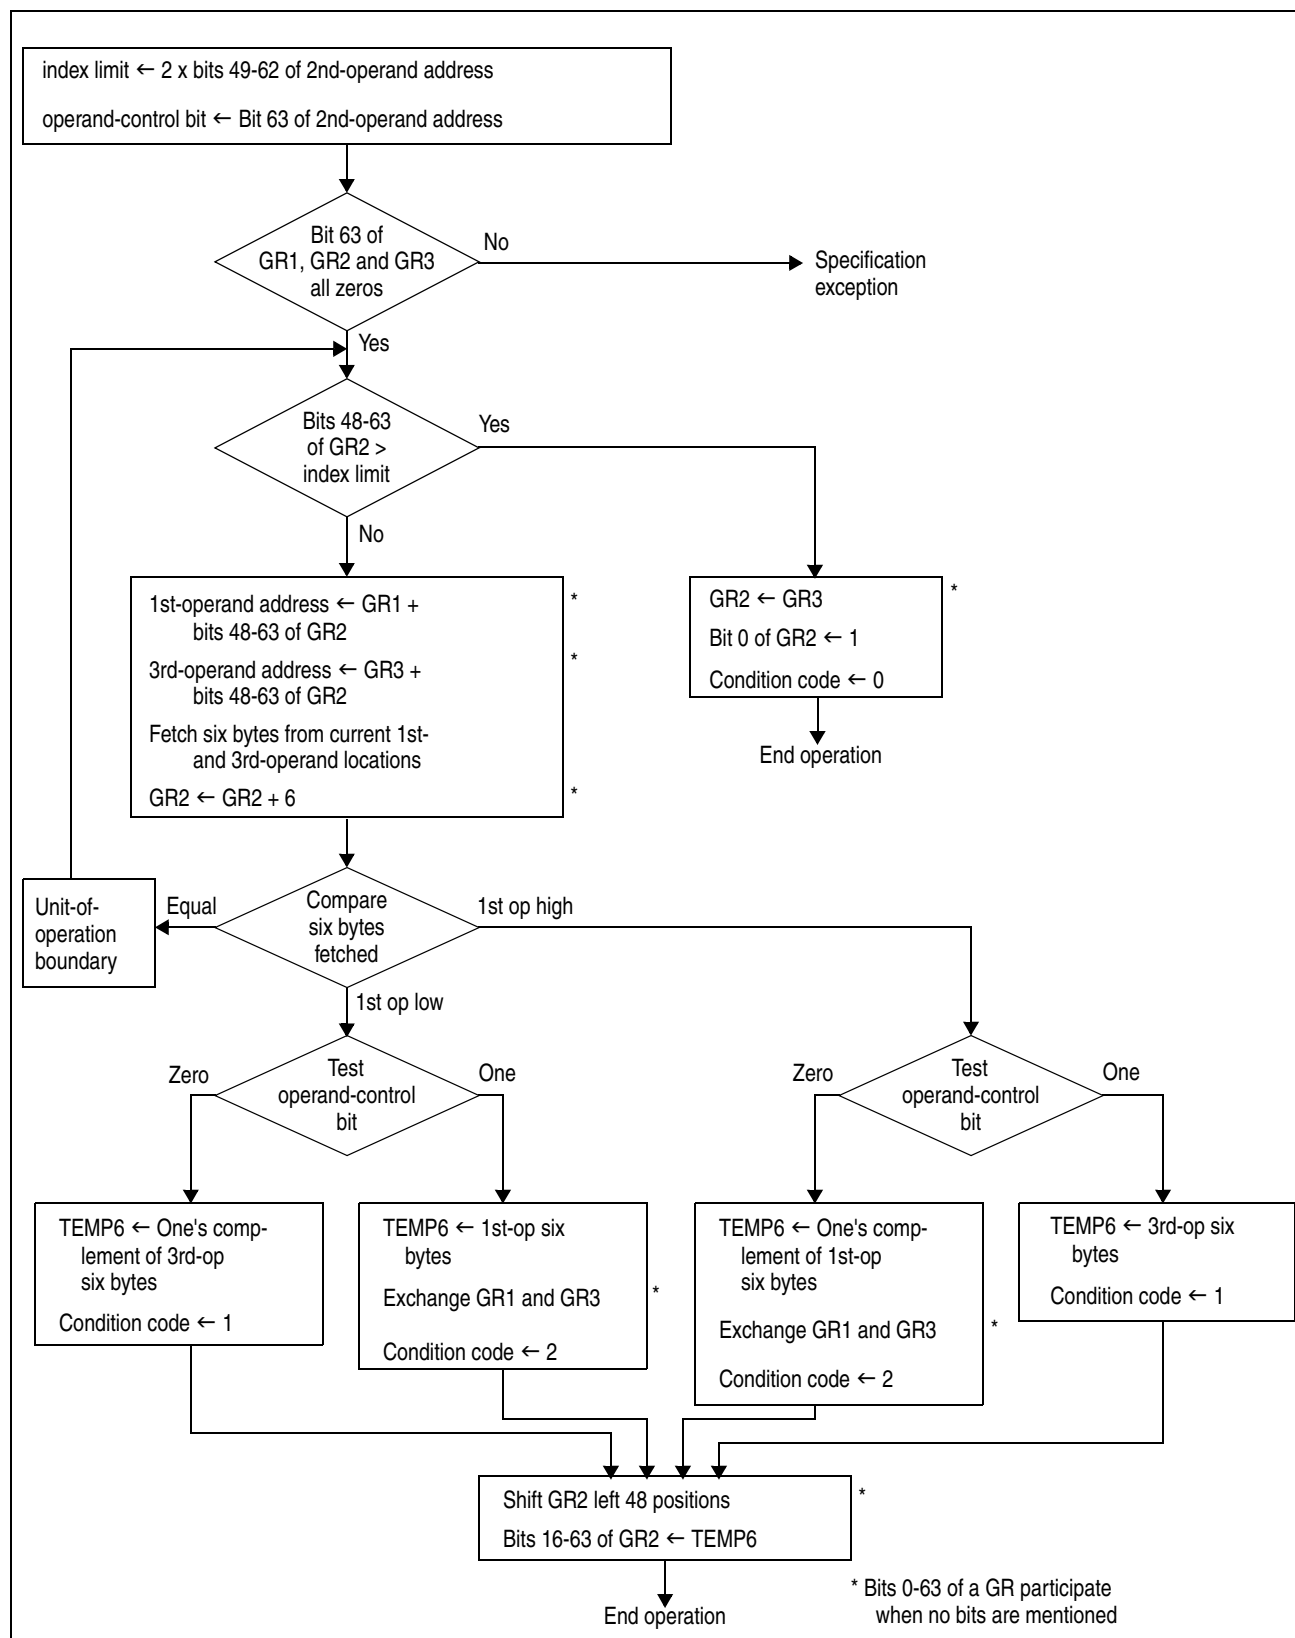 index limit ← 2 x bits 49-62 of 2nd-operand address
operand-control bit ← Bit 63 of 2nd-operand address
Bit 63 of
GR1, GR2 and GR3
all zeros
No
Specification
exception
Yes
Bits 48-63
of GR2 >
index limit
Yes
No
1st-operand address ← GR1 +
bits 48-63 of GR2
*
3rd-operand address ← GR3 +
bits 48-63 of GR2
*
Fetch six bytes from current 1st-
and 3rd-operand locations
GR2 ← GR2 + 6
*
GR2 ← GR3
*
Bit 0 of GR2 ← 1
Condition code ← 0
End operation
Unit-of-
operation
boundary
Equal
Compare
six bytes
fetched
1st op high
1st op low
Zero
Test
operand-control
bit
One
Zero
Test
operand-control
bit
One
TEMP6 ← One's comp-
lement of 3rd-op
six bytes
Condition code ← 1
TEMP6 ← 1st-op six
bytes
Exchange GR1 and GR3
*
Condition code ← 2
TEMP6 ← One's comp-
lement of 1st-op
six bytes
Exchange GR1 and GR3
*
Condition code ← 2
TEMP6 ← 3rd-op six
bytes
Condition code ← 1
Shift GR2 left 48 positions
*
Bits 16-63 of GR2 ← TEMP6
End operation
* Bits 0-63 of a GR participate
when no bits are mentioned